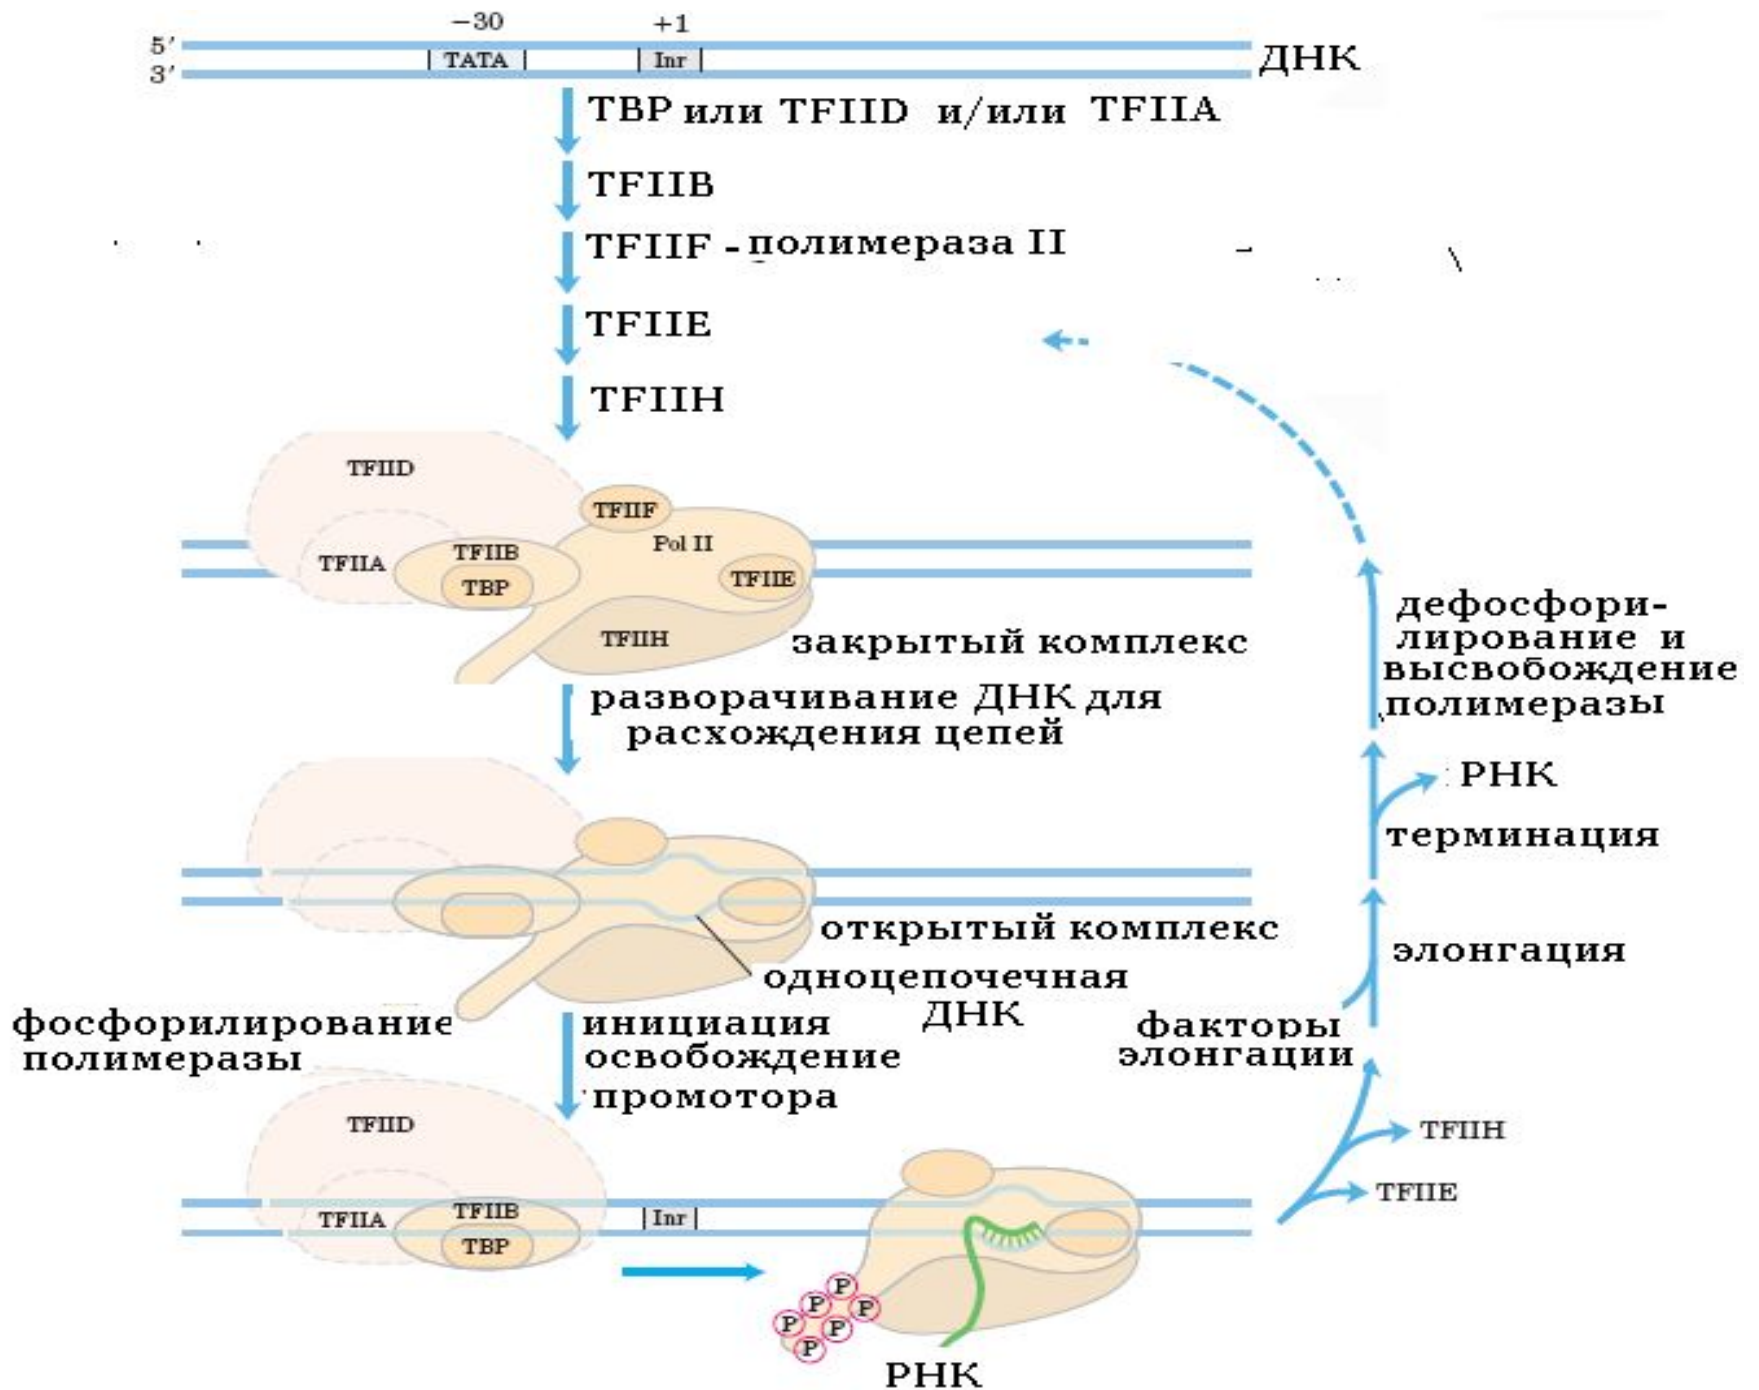 −30 +1
5′
TATA Inr ДНК
3′
TBP или TFIID и/или TFIIA
TFIIB
TFIIF - полимераза II
TFIIE
TFIIH
TFIID
TFIIF
Pol II
TFIIB
TFIIA
TBP
TFIIE
TFIIH
закрытый комплекс
разворачивание ДНК для
расхождения цепей
открытый комплекс
одноцепочечная
ДНК
фосфорилирование
полимеразы
инициация
освобождение
промотора
TFIID
TFIIB
TFIIA
TBP
Inr
P
P
P
P
P
P
РНК
TFIIE
TFIIH
факторы
элонгации
элонгация
терминация
РНК
дефосфори-
лирование и
высвобождение
полимеразы